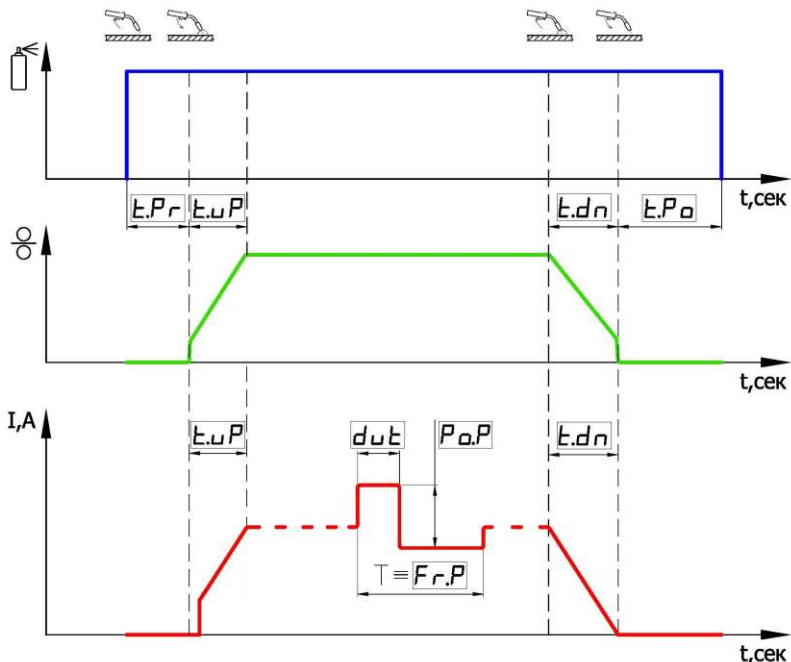 t,сек
t.Pr t.uP t.dn t.Po
t,сек
I,A
t.uP dut Po.P t.dn
T ≡ Fr.P
t,сек